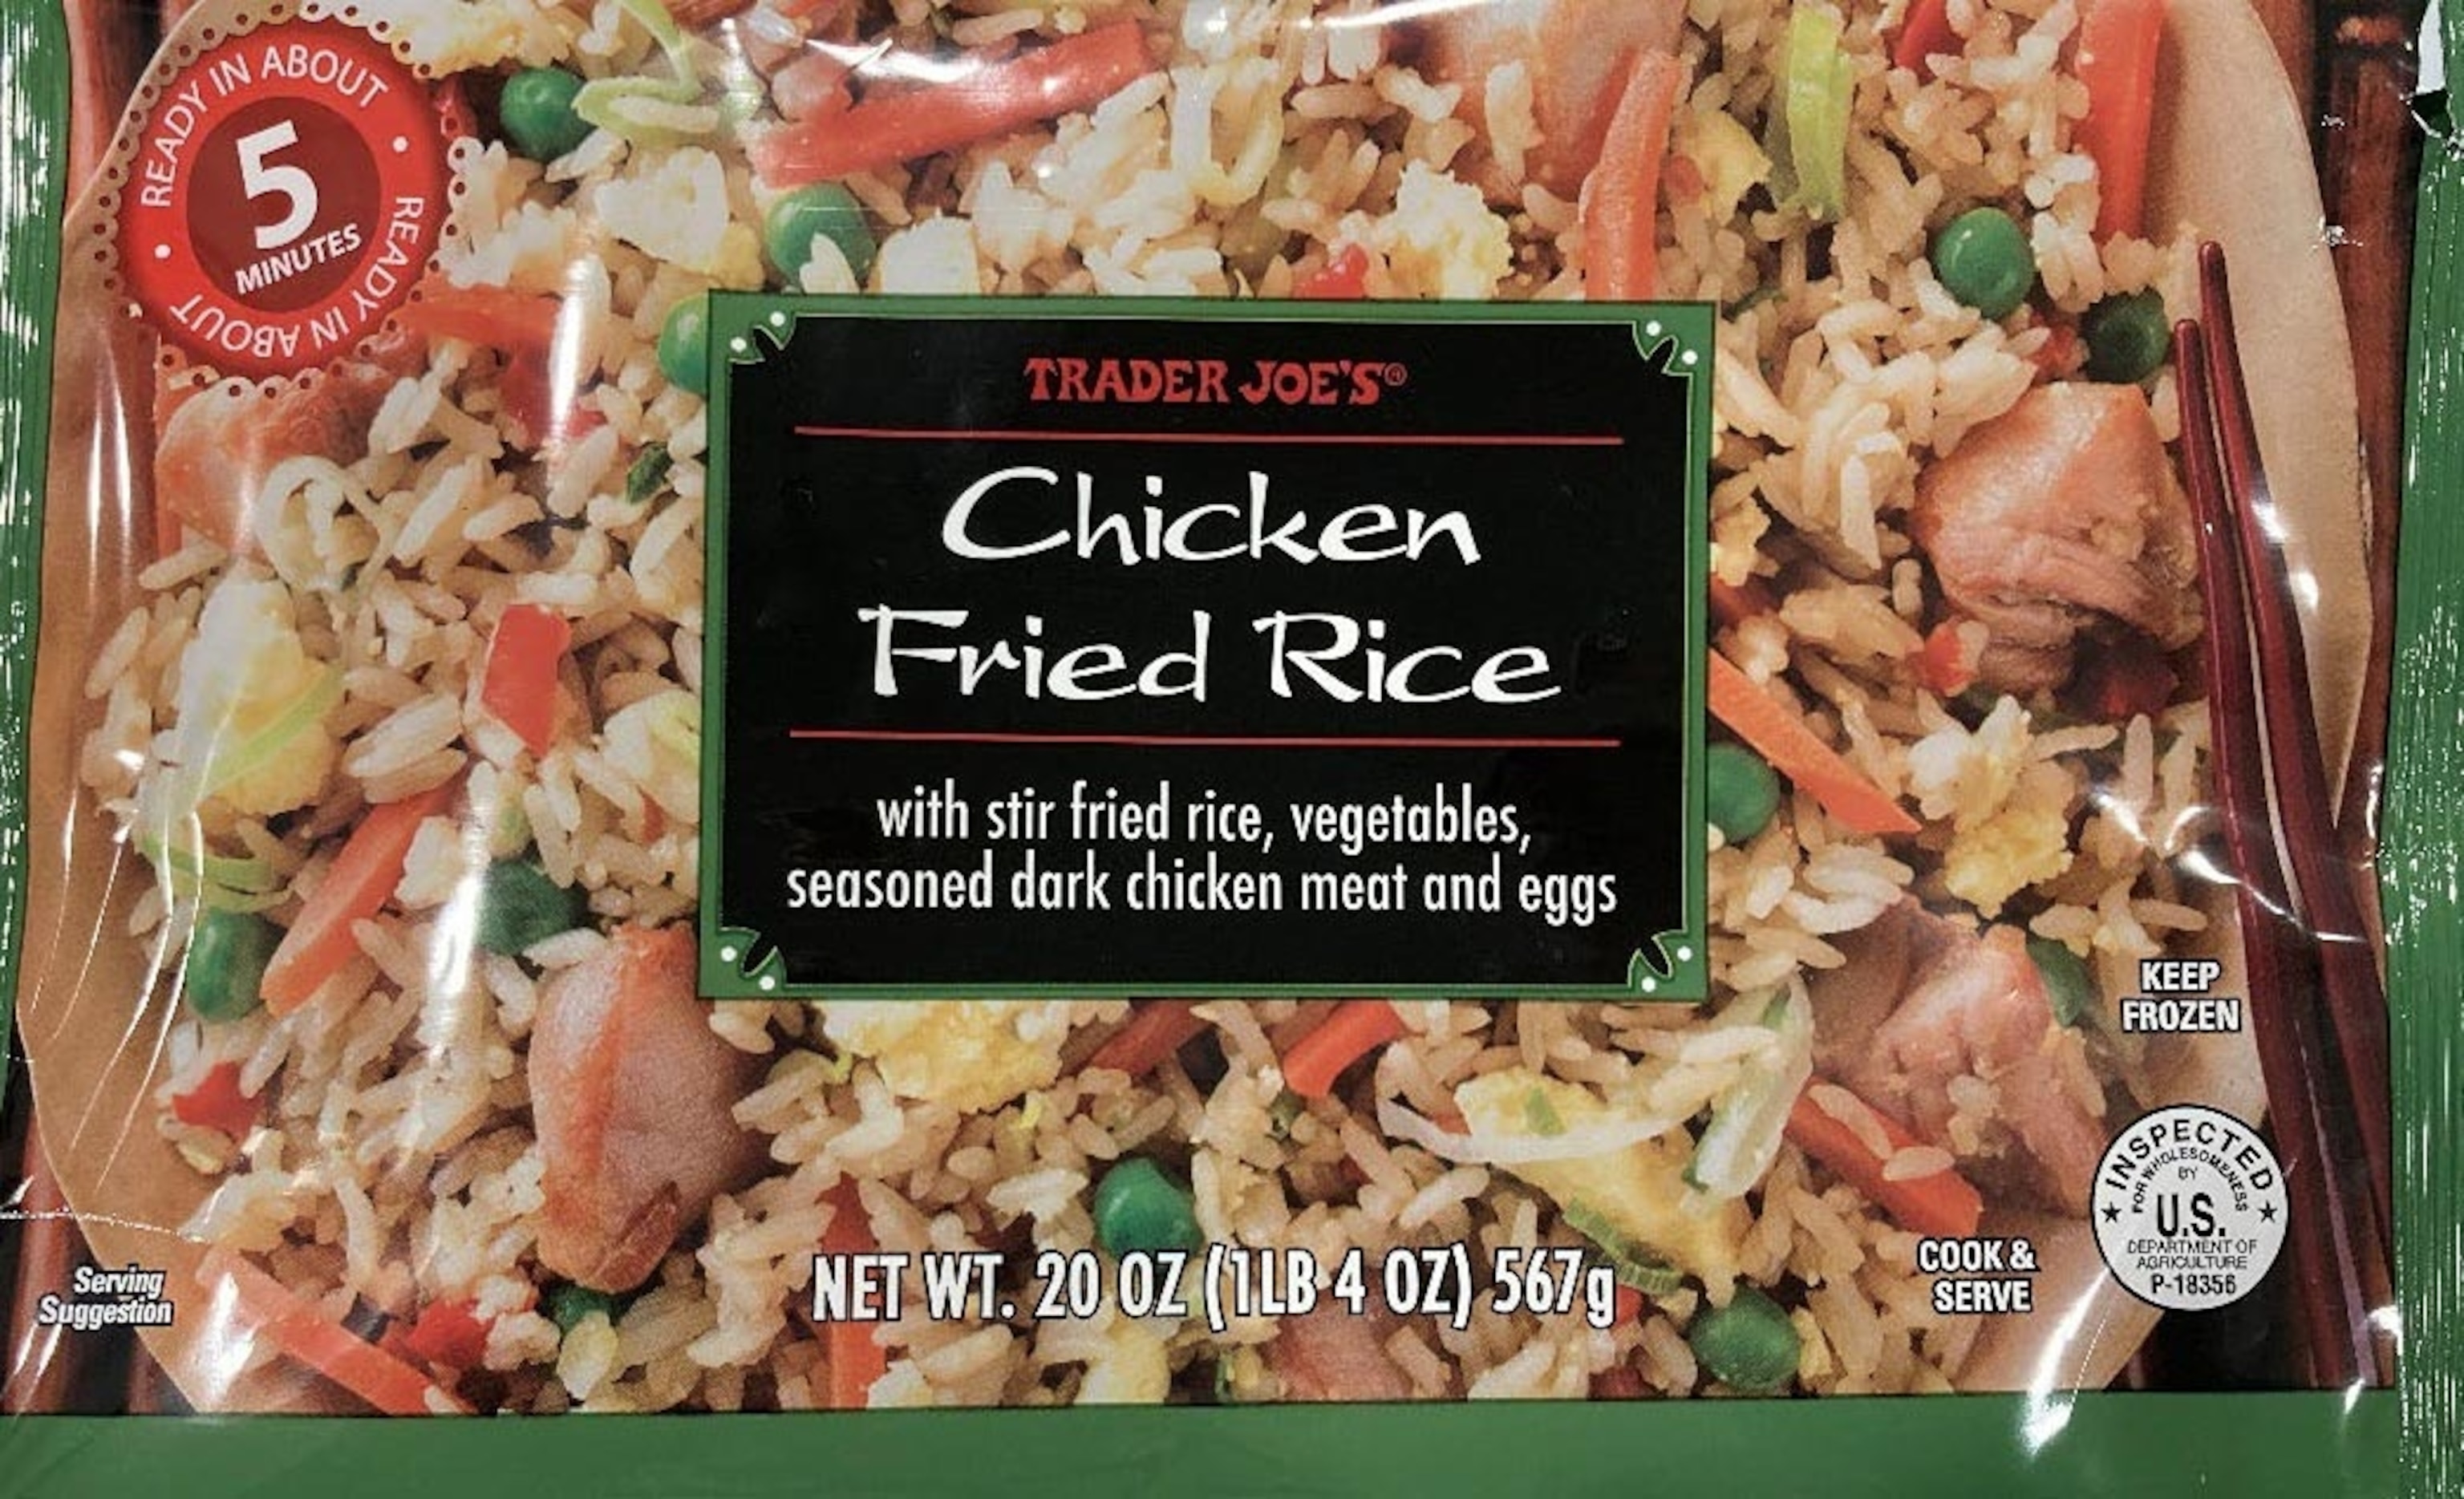 READY IN ABOUT • READY IN ABOUT •
5
MINUTES
TRADER JOE'S®
Chicken
Fried Rice
with stir fried rice, vegetables,
seasoned dark chicken meat and eggs
KEEP
FROZEN
INSPECTED
FOR WHOLESOMENESS
BY
U.S.
DEPARTMENT OF
AGRICULTURE
P-18356
COOK &
SERVE
NET WT. 20 OZ (1LB 4 OZ) 567g
Serving
Suggestion